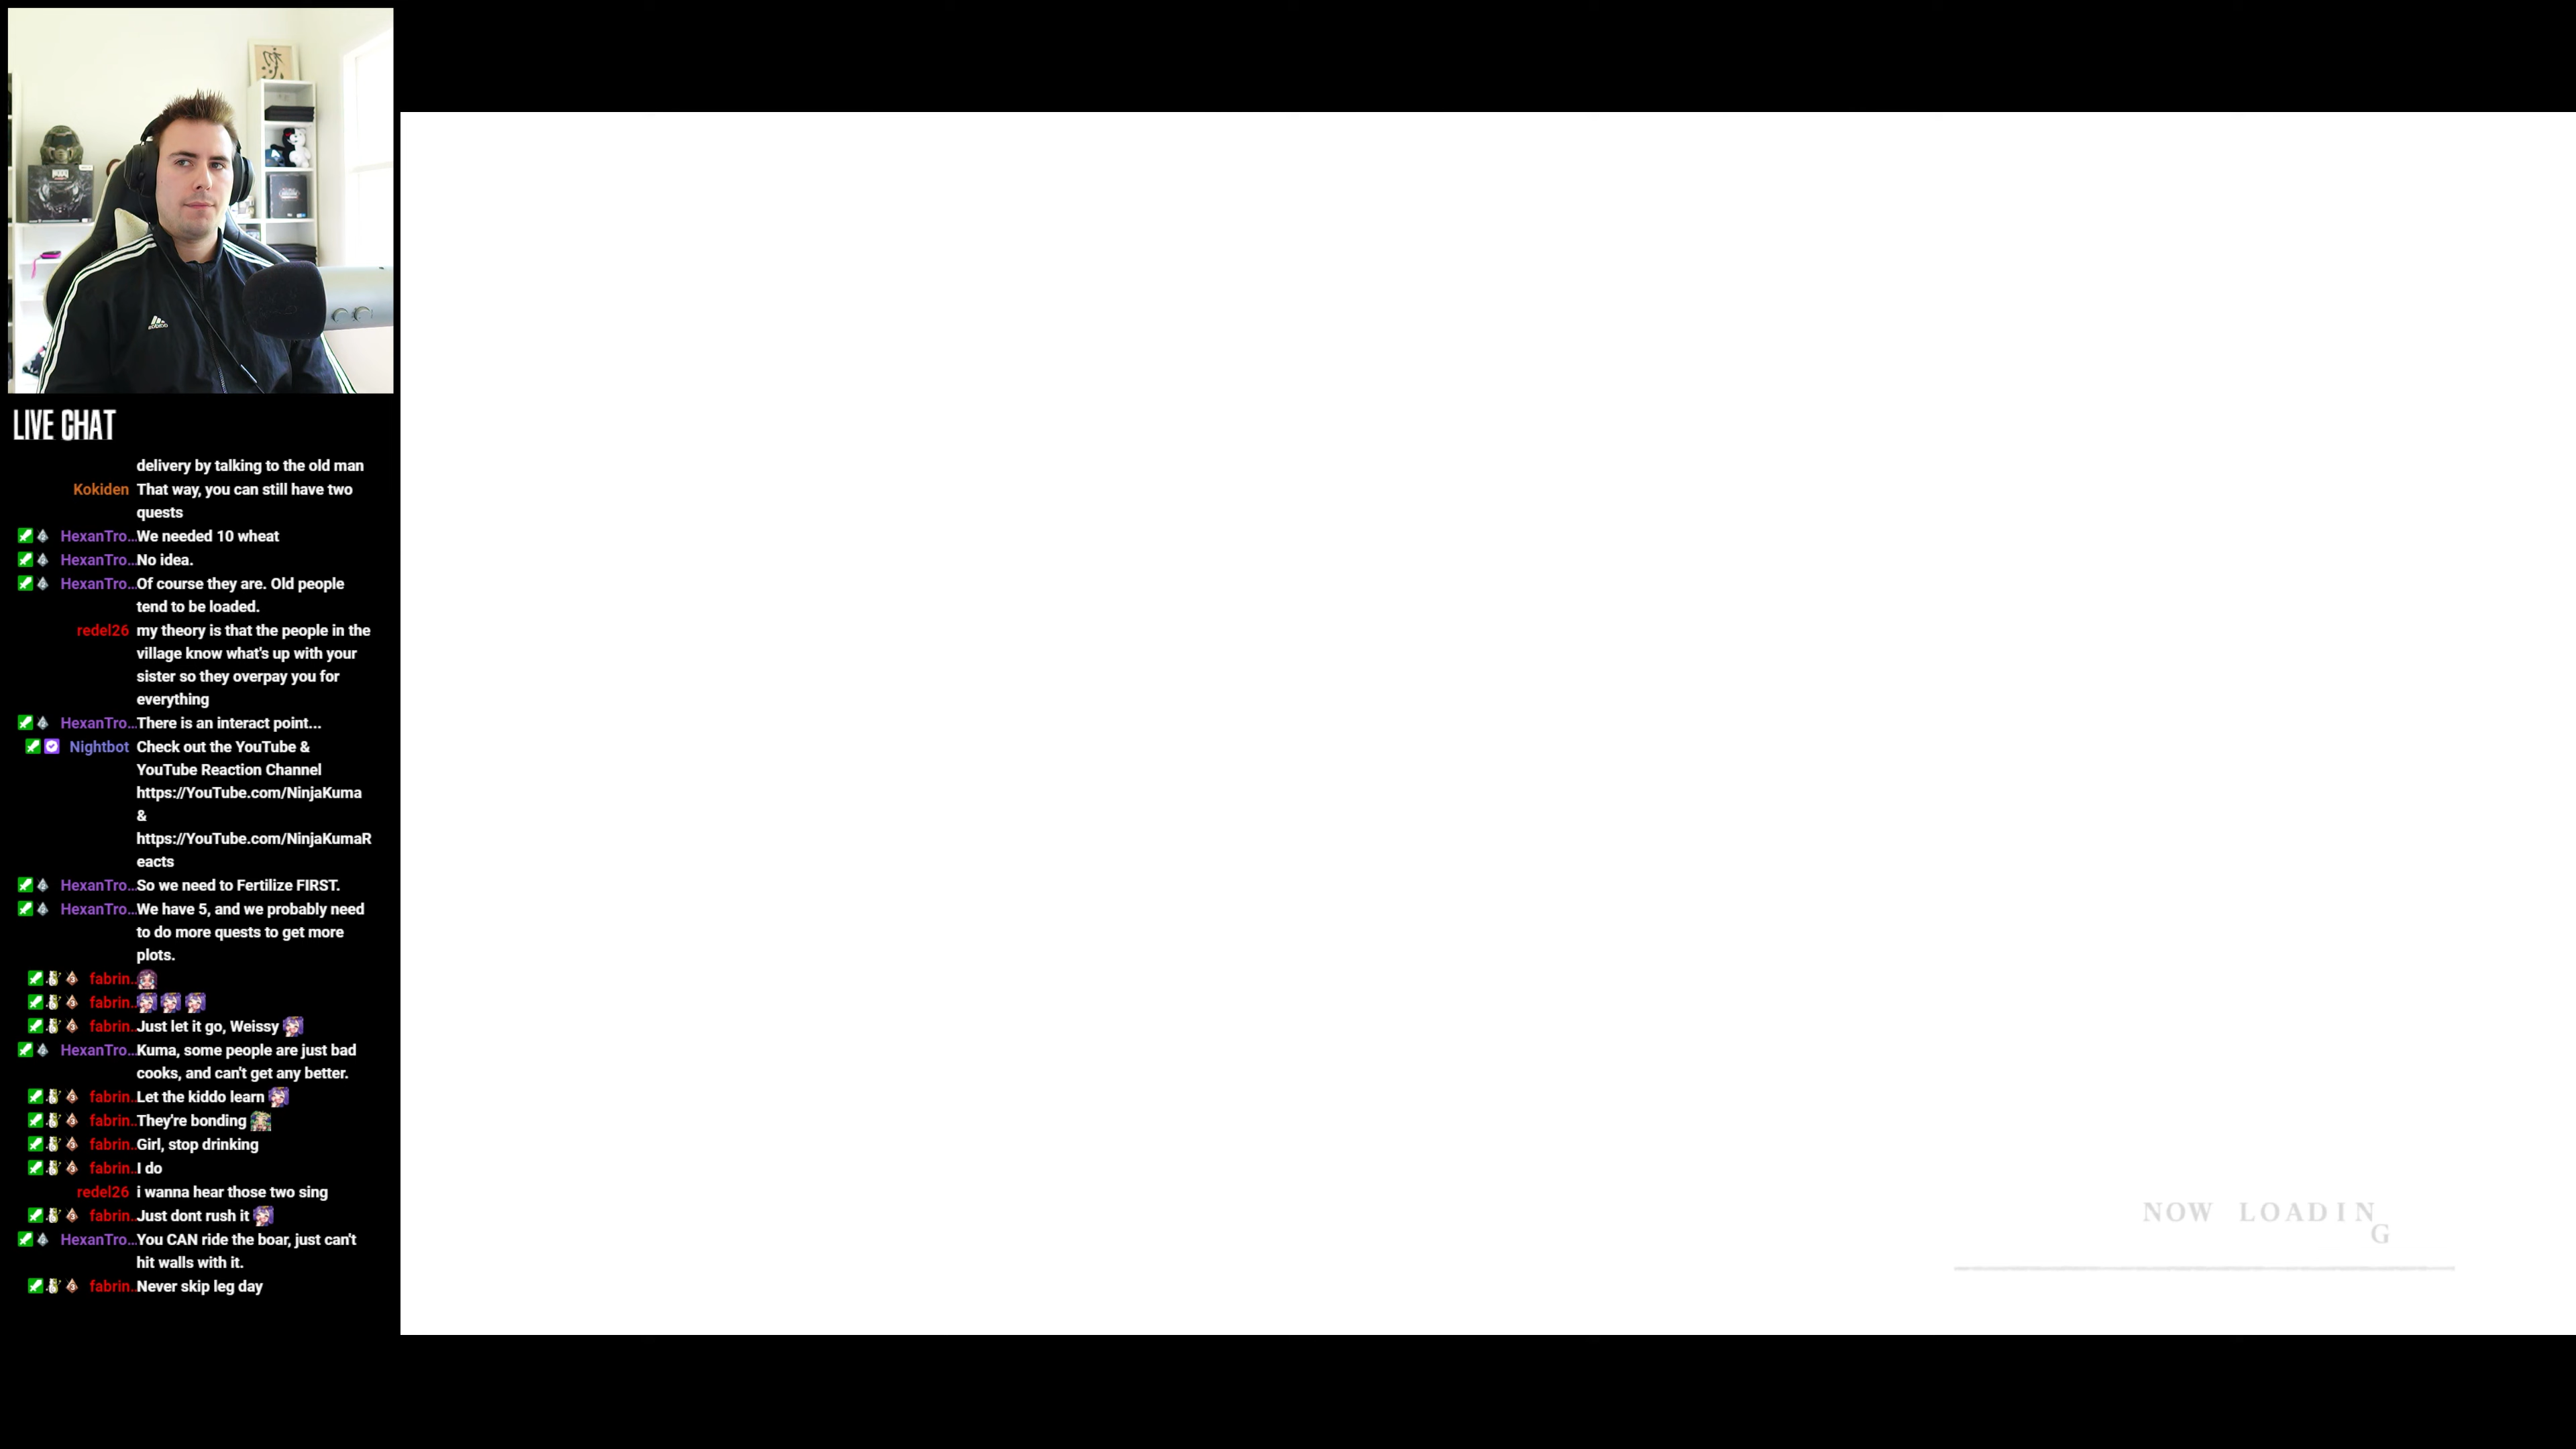 LIVE CHAT
delivery by talking to the old man
Kokiden That way, you can still have two
quests
HexanTro... We needed 10 wheat
HexanTro... No idea.
HexanTro... Of course they are. Old people
tend to be loaded.
redel26 my theory is that the people in the
village know what's up with your
sister so they overpay you for
everything
HexanTro... There is an interact point...
Nightbot Check out the YouTube &
YouTube Reaction Channel
https://YouTube.com/NinjaKuma
&
https://YouTube.com/NinjaKumaR
eacts
HexanTro... So we need to Fertilize FIRST.
HexanTro... We have 5, and we probably need
to do more quests to get more
plots.
fabrin..
fabrin..
fabrin.. Just let it go, Weissy
HexanTro... Kuma, some people are just bad
cooks, and can't get any better.
fabrin.. Let the kiddo learn
fabrin.. They're bonding
fabrin.. Girl, stop drinking
fabrin.. I do
redel26 i wanna hear those two sing
fabrin.. Just dont rush it
HexanTro... You CAN ride the boar, just can't
hit walls with it.
fabrin.. Never skip leg day
adidas
NOW LOADING